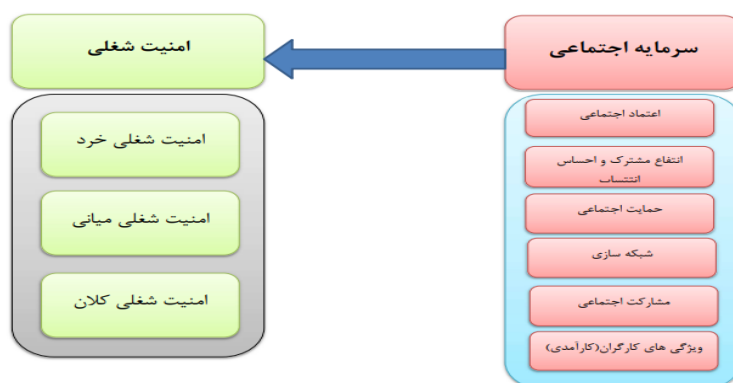 سرمایه اجتماعی
اعتماد اجتماعی
انتفاع مشترک و احساس
انتتساب
حمایت اجتماعی
شبکه سازی
مشارکت اجتماعی
ویژگی های کارگران(کارآمدی)
امنیت شغلی
امنیت شغلی خرد
امنیت شغلی میانی
امنیت شغلی کلان